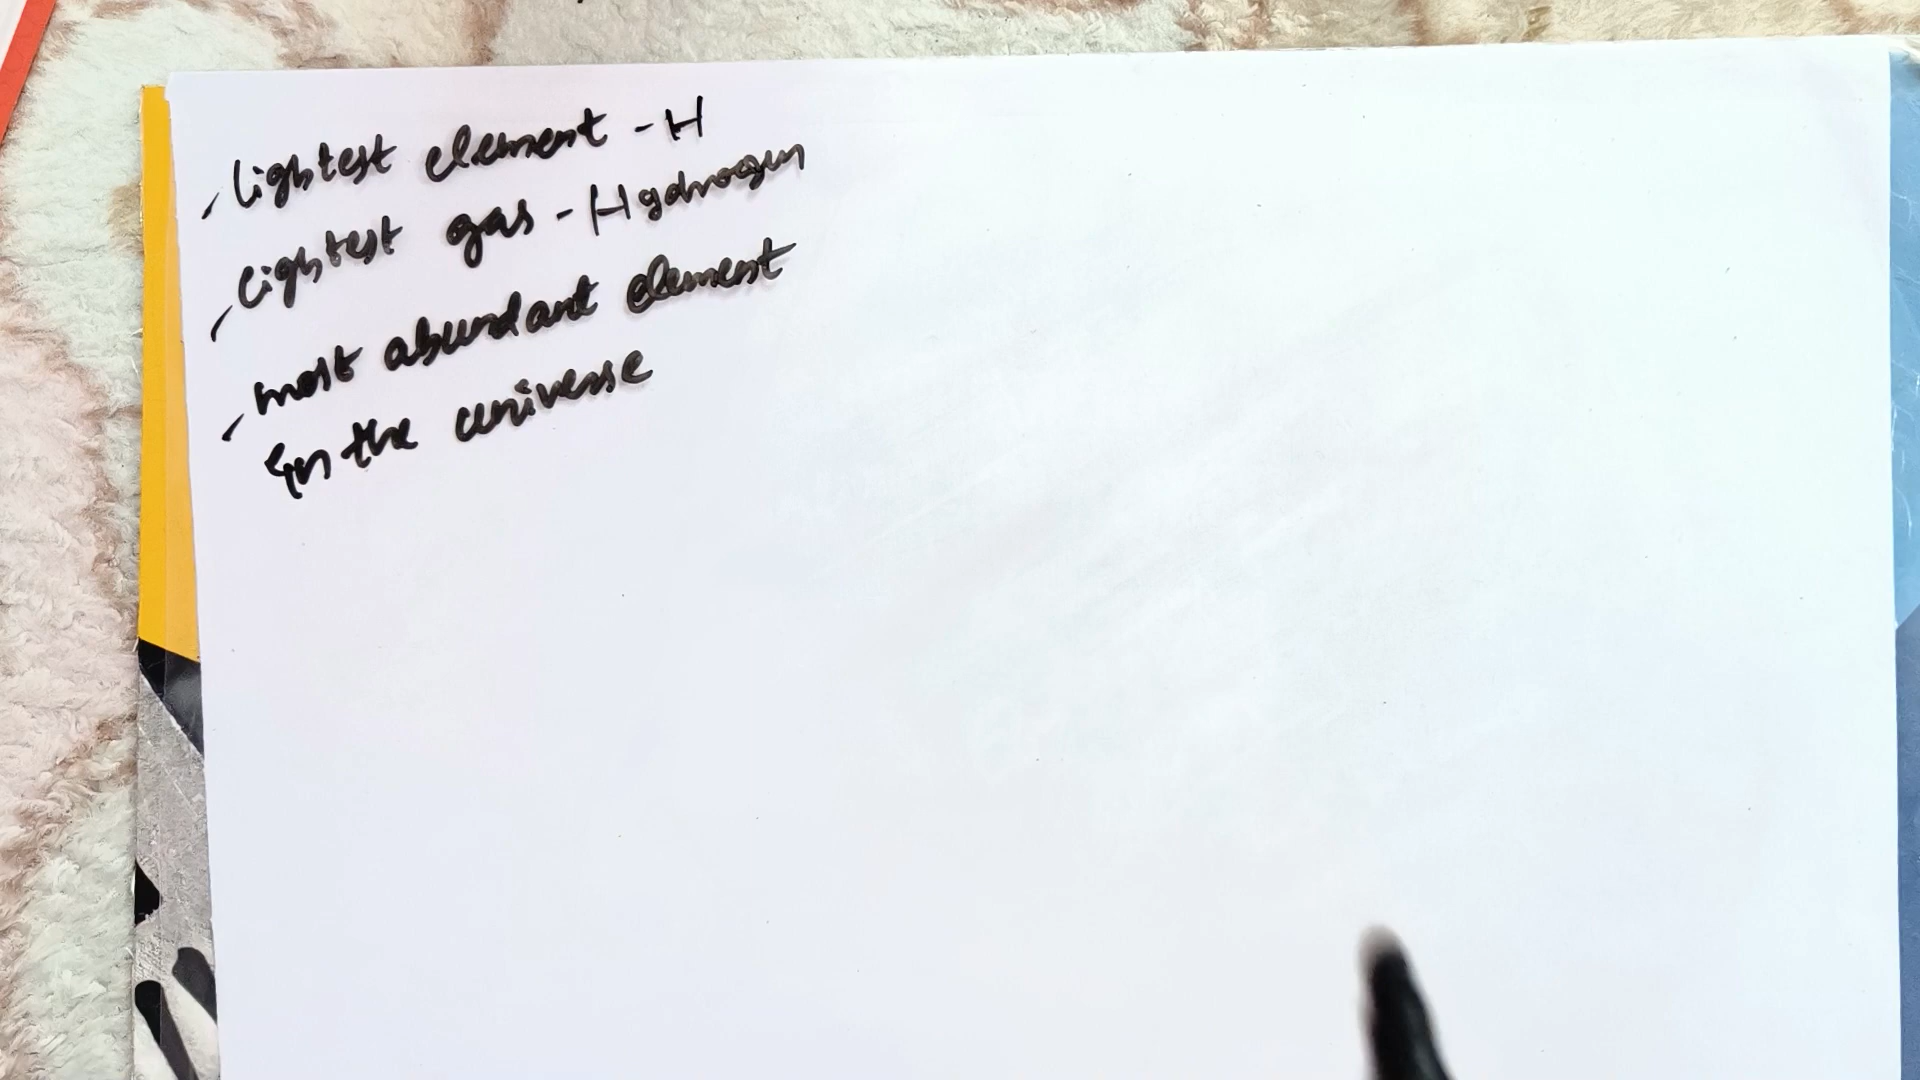 lightest element - H
lightest gas - Hydrogen
most abundant element
in the universe